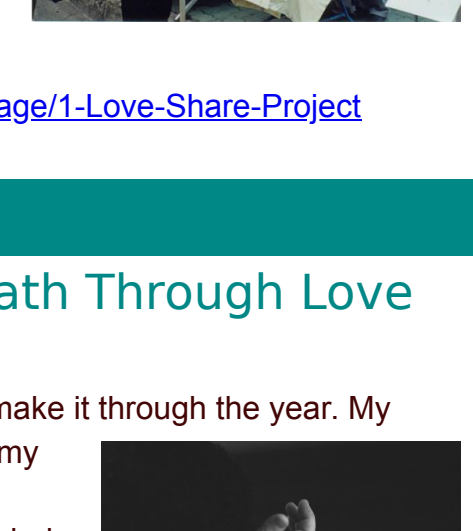 age/1-Love-Share-Project
ath Through Love
make it through the year. My
my